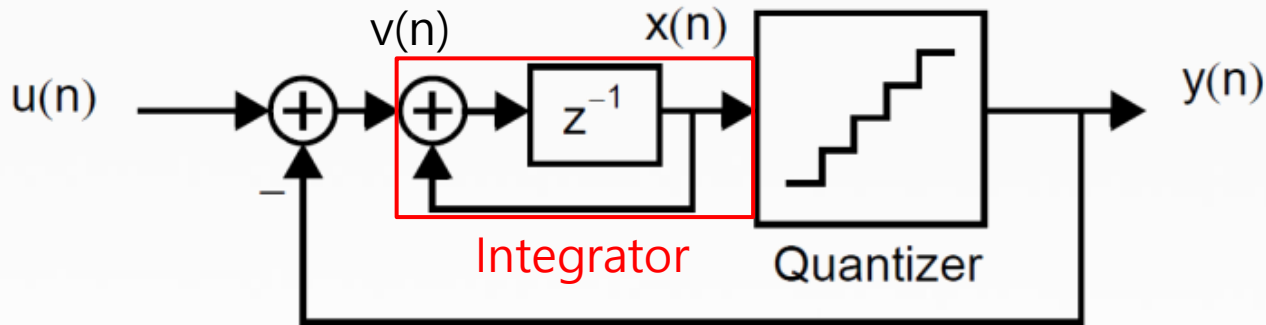 v(n)
x(n)
u(n)
+
+
z⁻¹
y(n)
−
Integrator
Quantizer